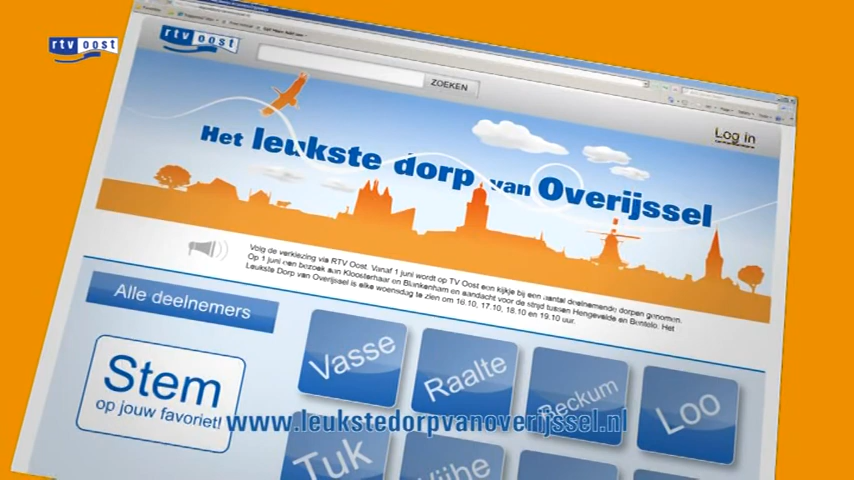 rtv oost
rtv oost
ZOEKEN
Log in
Het leukste dorp van Overijssel
Volg de verkiezing via RTV Oost. Vanaf 1 juni wordt op TV Oost een kijkje bij een aantal deelnemende dorpen genomen.
Op 1 juni een bezoek aan Kloosterhaar en Blankenham en aandacht voor de strijd tussen Hengevelde en Bentelo. Het
Leukste Dorp van Overijssel is elke woensdag te zien om 16.10, 17.10, 18.10 en 19.10 uur.
Alle deelnemers
Stem
op jouw favoriet!
Vasse
Raalte
Beckum
Loo
www.leukstedorpvanoverijssel.nl
Tuk
Wijhe